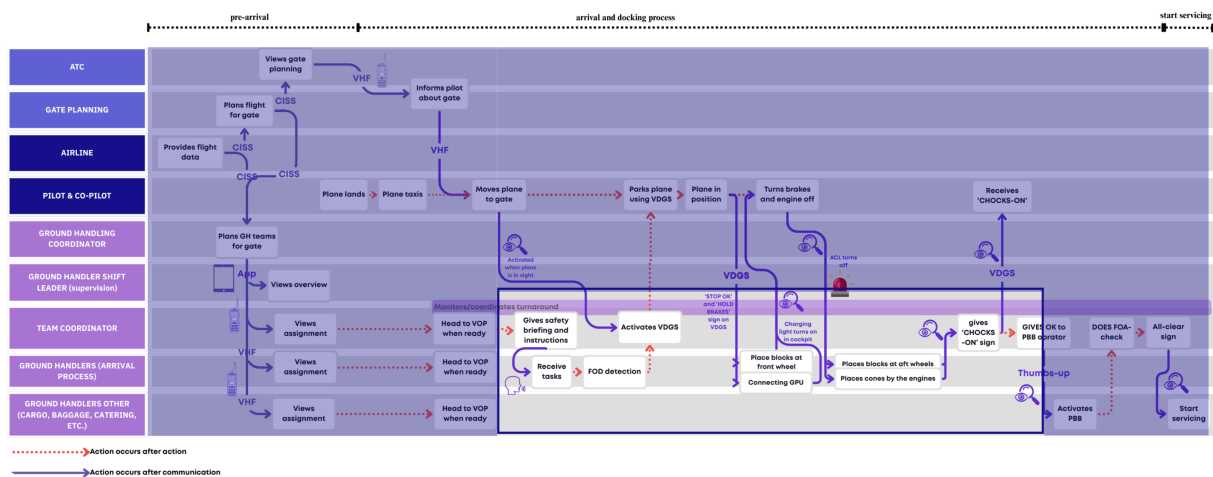 pre-arrival
arrival and docking process
start servicing
ATC
Views gate
planning
VHF
CISS
Informs pilot
about gate
GATE PLANNING
Plans flight
for gate
CISS
VHF
AIRLINE
Provides flight
data
CISS
CISS
CISS
PILOT & CO-PILOT
Plane lands
Plane taxis
Moves plane
to gate
Parks plane
using VDGS
Plane in
position
Turns brakes
and engine off
Receives
'CHOCKS-ON'
GROUND HANDLING
COORDINATOR
Plans GH teams
for gate
Activated
when plane
is in sight
VDGS
ACL turns
off
VDGS
GROUND HANDLER SHIFT
LEADER (supervision)
App
Views overview
'STOP OK'
and 'HOLD
BRAKES'
sign on
VDGS
Monitors/coordinates turnaround
TEAM COORDINATOR
Views
assignment
Head to VOP
when ready
Gives safety
briefing and
instructions
Activates VDGS
Charging
light turns on
in cockpit
gives
'CHOCKS
-ON' sign
GIVES OK to
PBB oprator
DOES FOA-
check
All-clear
sign
VHF
GROUND HANDLERS (ARRIVAL
PROCESS)
Views
assignment
Head to VOP
when ready
Receive
tasks
FOD detection
Place blocks at
front wheel
Connecting GPU
Places blocks at aft wheels
Places cones by the engines
Thumbs-up
VHF
GROUND HANDLERS OTHER
(CARGO, BAGGAGE, CATERING,
ETC.)
Views
assignment
Head to VOP
when ready
Activates
PBB
Start
servicing
Action occurs after action
Action occurs after communication